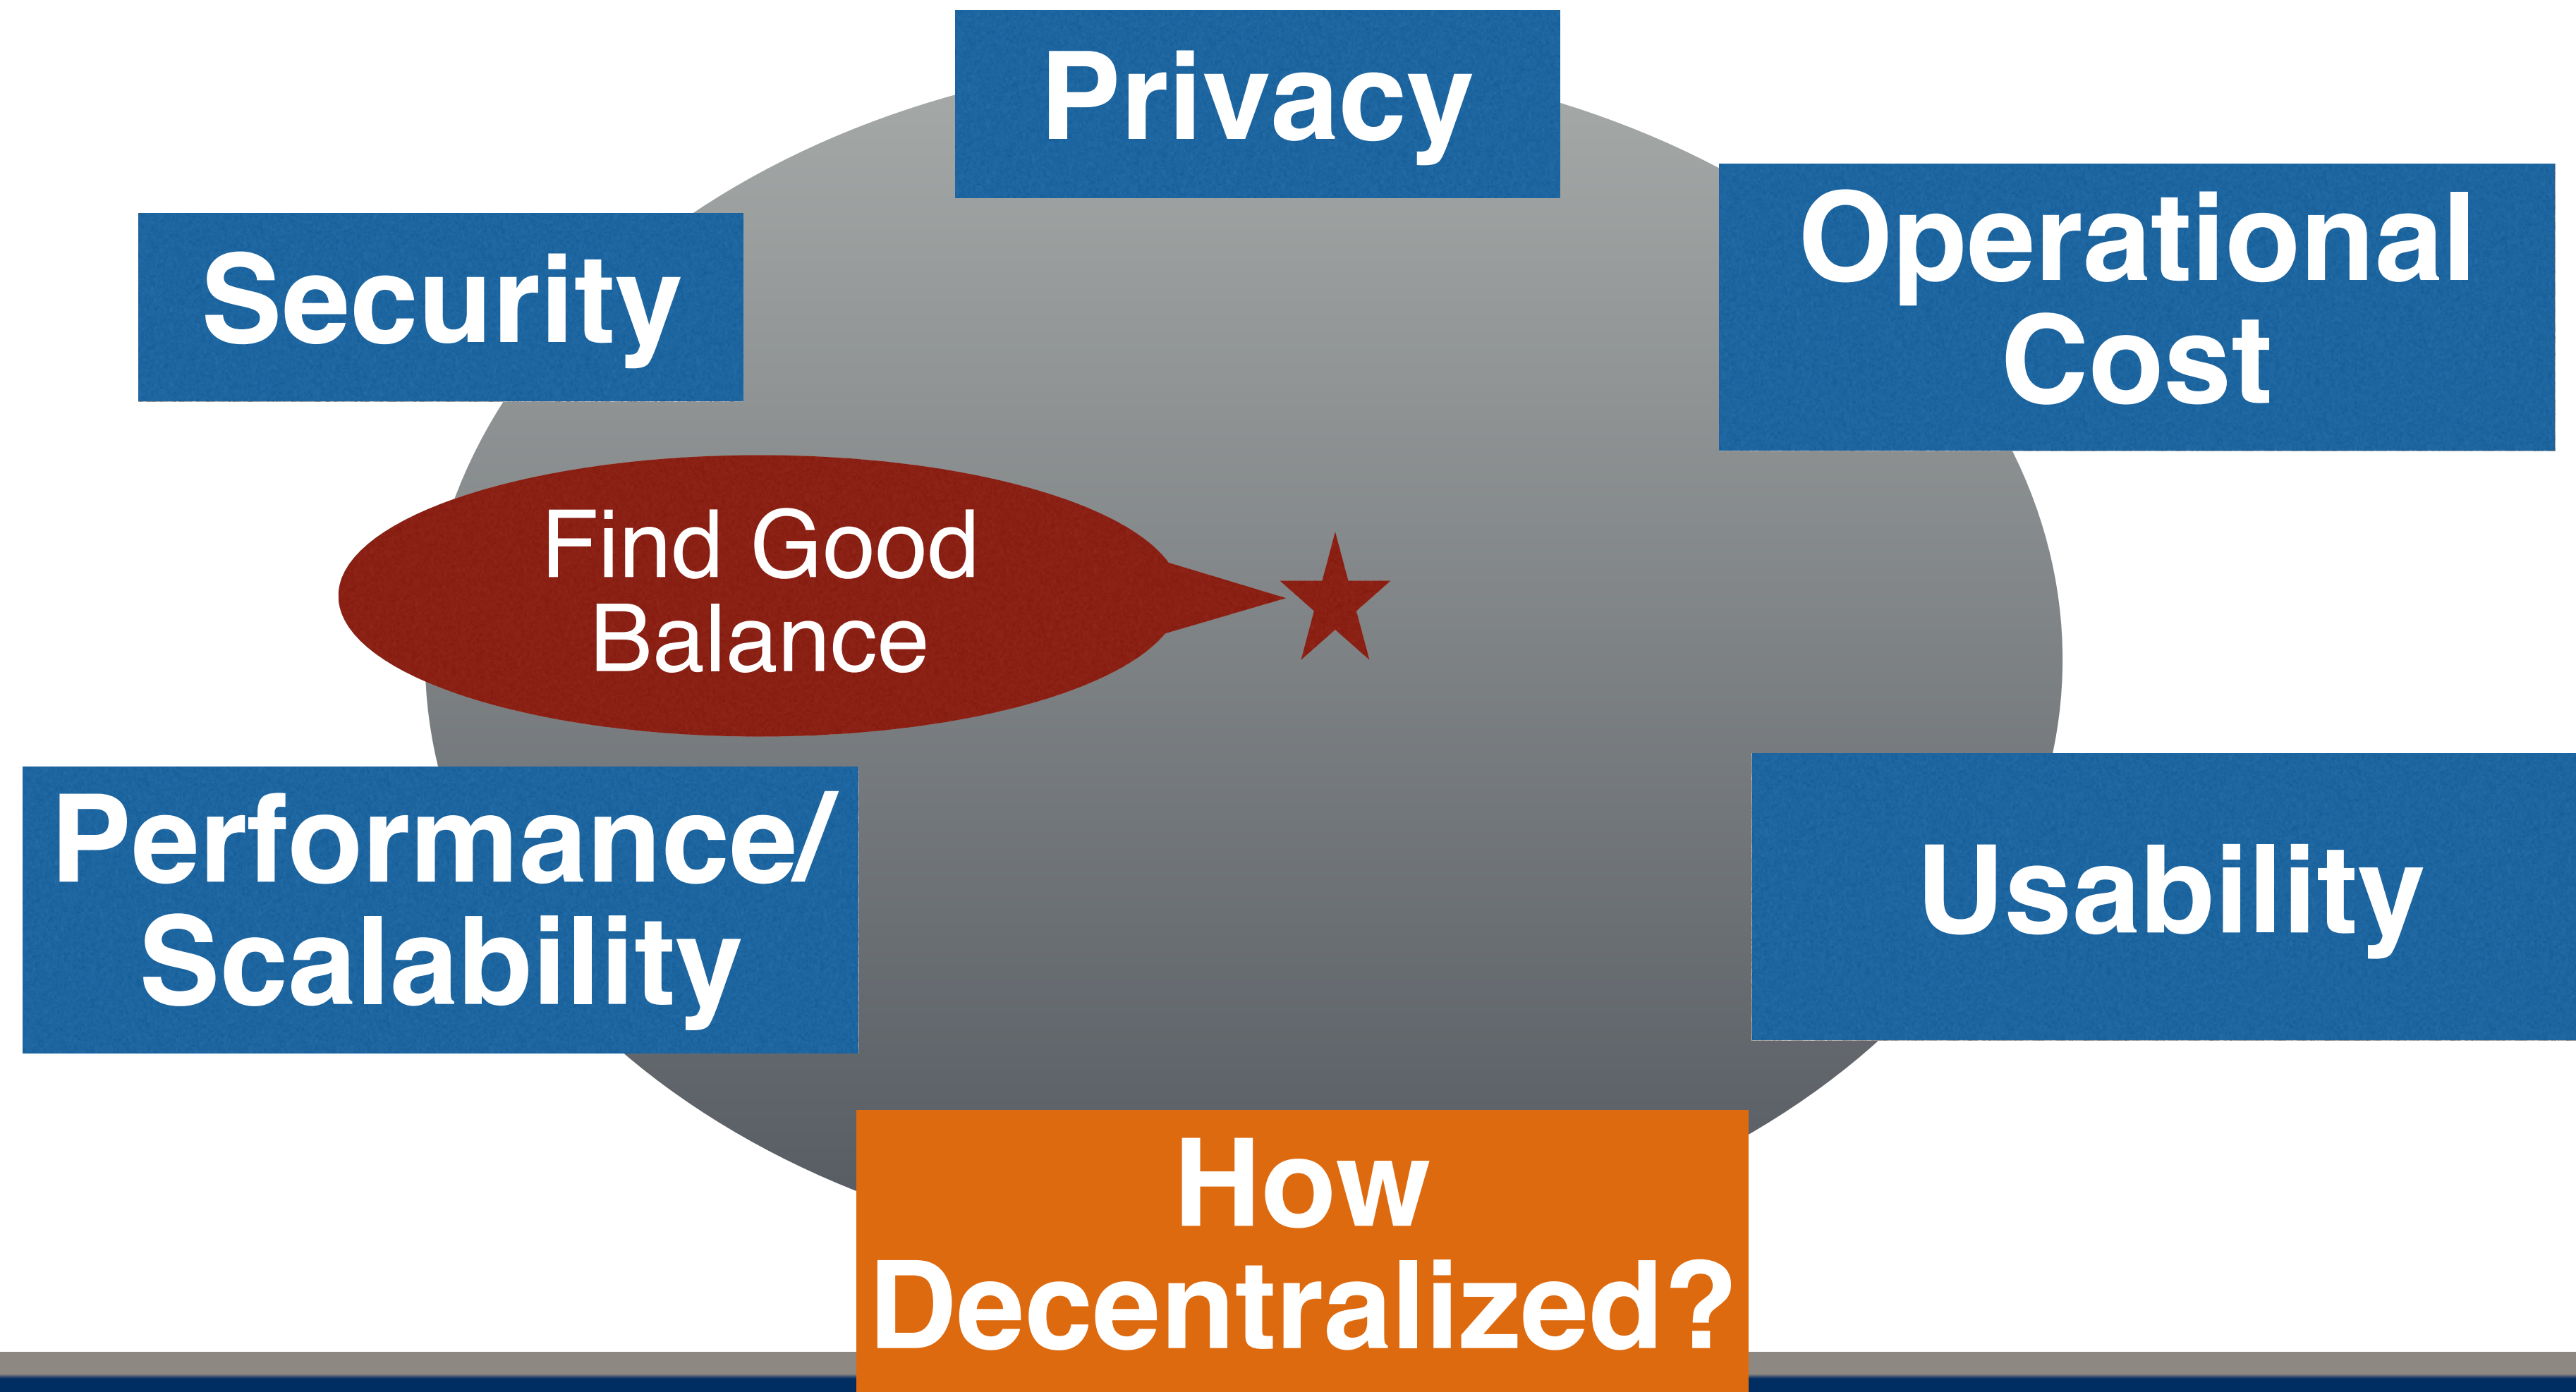 Privacy
Operational
Cost
Security
Find Good
Balance
Performance/
Scalability
Usability
How
Decentralized?